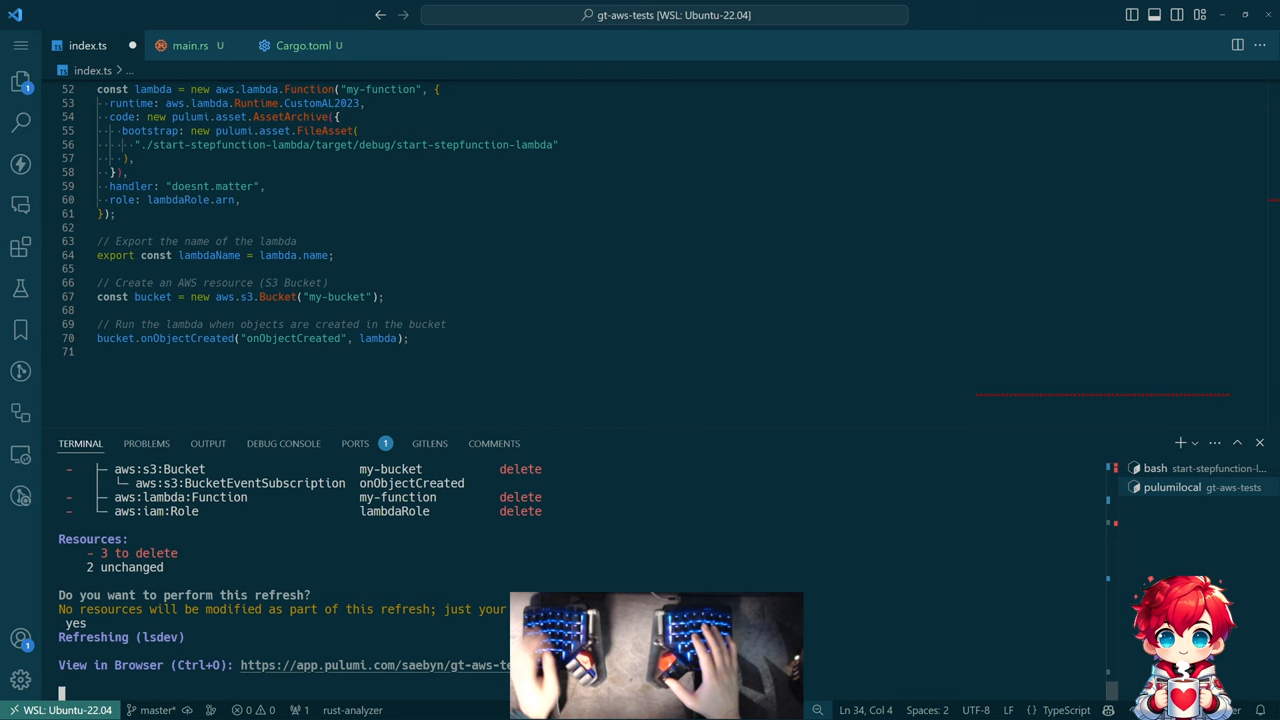 gt-aws-tests [WSL: Ubuntu-22.04]
index.ts
main.rs U
Cargo.toml U
index.ts > ...
52 const lambda = new aws.lambda.Function("my-function", {
53 runtime: aws.lambda.Runtime.CustomAL2023,
54 code: new pulumi.asset.AssetArchive({
55 bootstrap: new pulumi.asset.FileAsset(
56 "./start-stepfunction-lambda/target/debug/start-stepfunction-lambda"
57 ),
58 }),
59 handler: "doesnt.matter",
60 role: lambdaRole.arn,
61 });
62
63 // Export the name of the lambda
64 export const lambdaName = lambda.name;
65
66 // Create an AWS resource (S3 Bucket)
67 const bucket = new aws.s3.Bucket("my-bucket");
68
69 // Run the lambda when objects are created in the bucket
70 bucket.onObjectCreated("onObjectCreated", lambda);
71
TERMINAL PROBLEMS OUTPUT DEBUG CONSOLE PORTS 1 GITLENS COMMENTS
- aws:s3:Bucket my-bucket delete
aws:s3:BucketEventSubscription onObjectCreated
- aws:lambda:Function my-function delete
- aws:iam:Role lambdaRole delete
Resources:
- 3 to delete
2 unchanged
Do you want to perform this refresh?
No resources will be modified as part of this refresh; just your
yes
Refreshing (lsdev)
View in Browser (Ctrl+O): https://app.pulumi.com/saebyn/gt-aws-te
bash start-stepfunction-l...
pulumilocal gt-aws-tests
1
1
WSL: Ubuntu-22.04 master* 0 0 1 rust-analyzer
Ln 34, Col 4 Spaces: 2 UTF-8 LF { } TypeScript